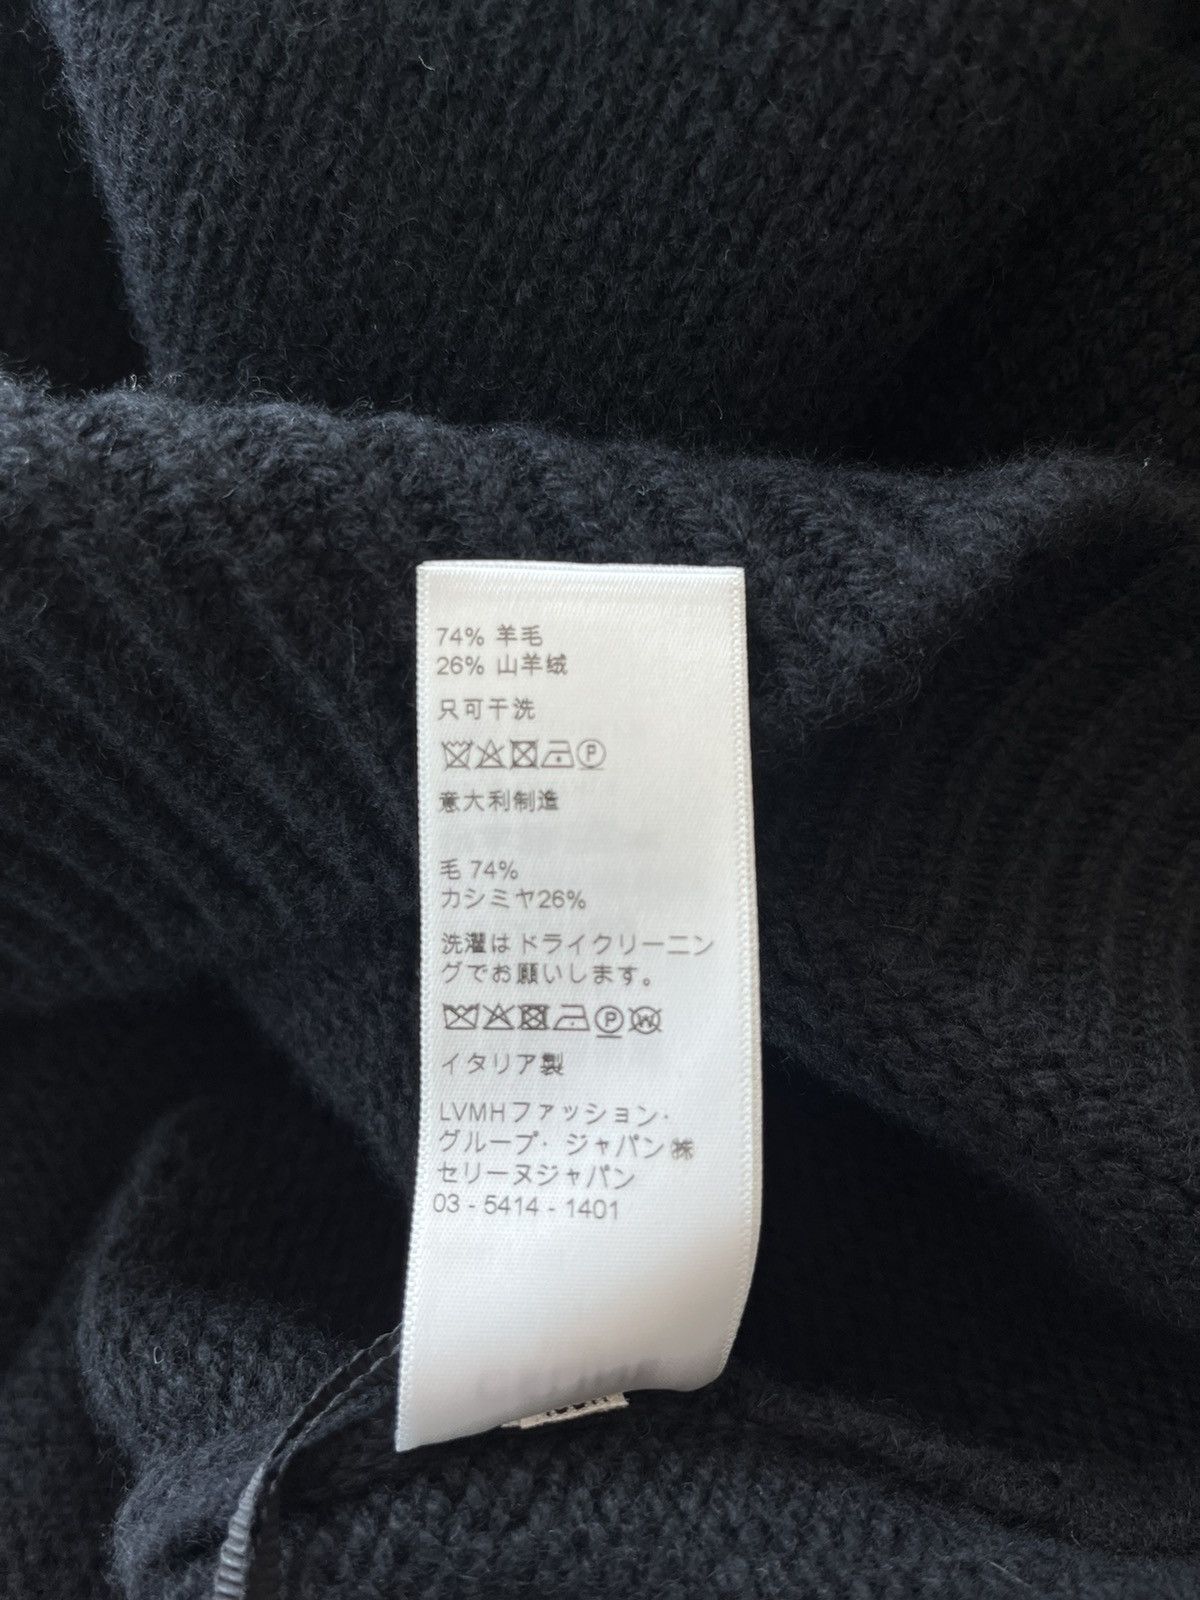 74% 羊毛
26% 山羊绒
只可干洗
P
意大利制造
毛 74%
カシミヤ26%
洗濯はドライクリーニン
グでお願いします。
P W
イタリア製
LVMHファッション・
グループ・ジャパン㈱
セリーヌジャパン
03 - 5414 - 1401